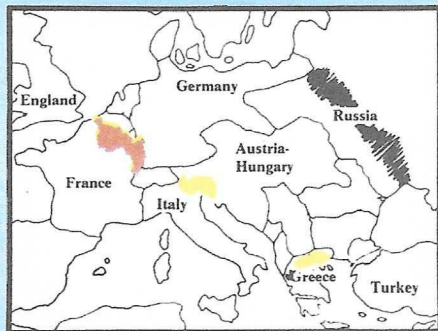 Germany
England
Russia
Austria-
Hungary
France
Italy
Greece
Turkey